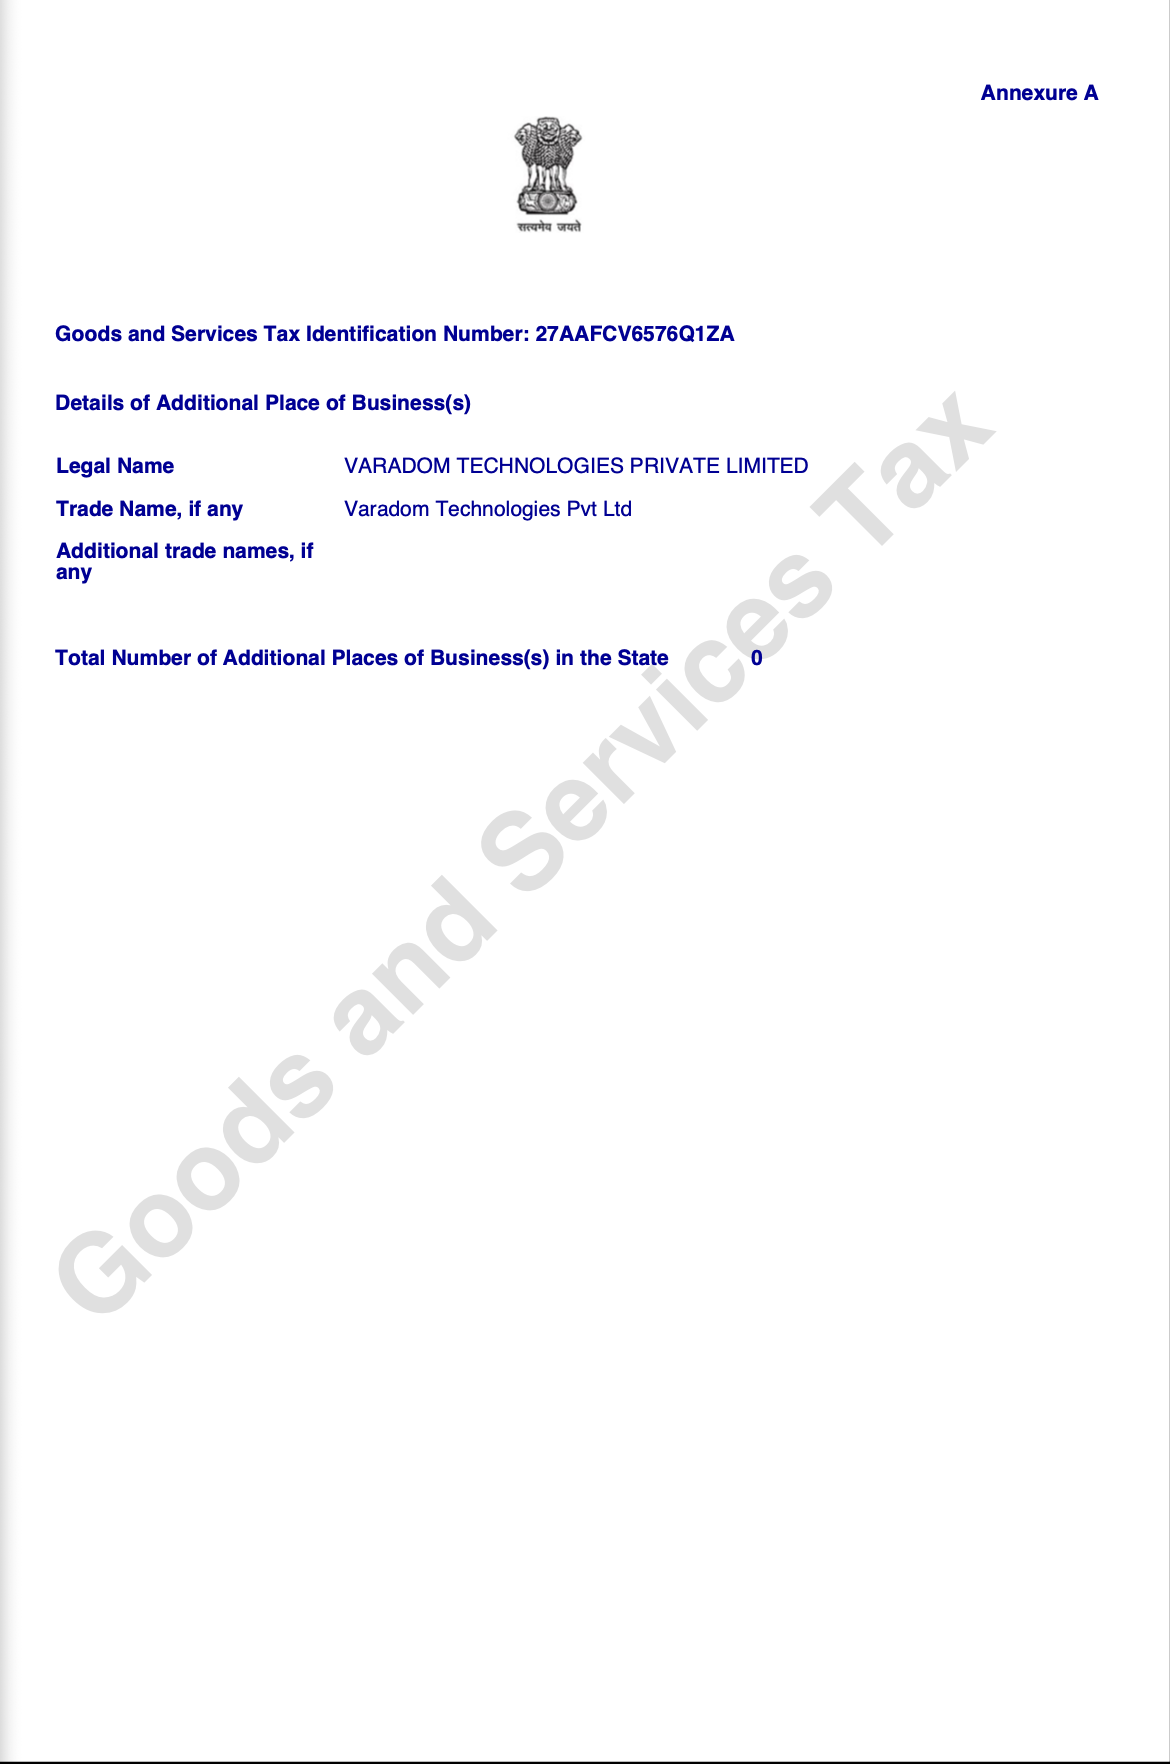 Annexure A
सत्यमेव जयते
Goods and Services Tax Identification Number: 27AAFCV6576Q1ZA
Details of Additional Place of Business(s)
Legal Name VARADOM TECHNOLOGIES PRIVATE LIMITED
Trade Name, if any Varadom Technologies Pvt Ltd
Additional trade names, if
any
Total Number of Additional Places of Business(s) in the State 0
Goods and Services Tax